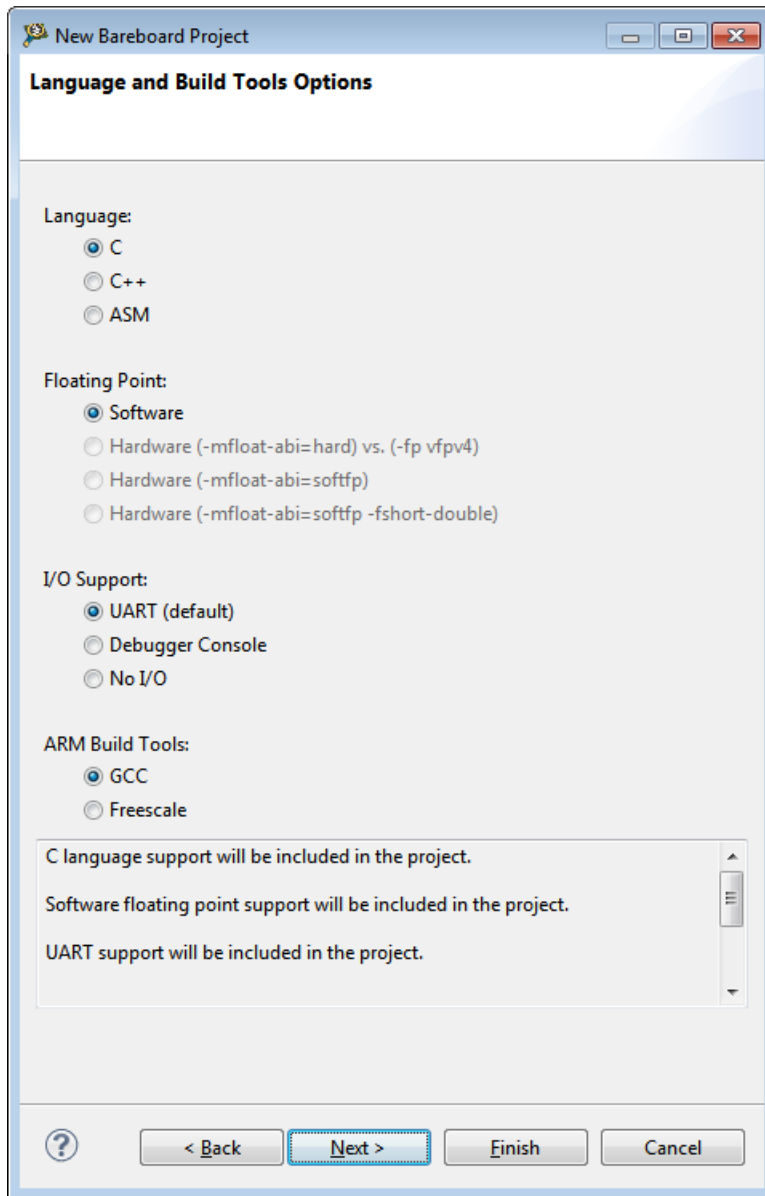 New Bareboard Project
Language and Build Tools Options
Language:
C
C++
ASM
Floating Point:
Software
Hardware (-mfloat-abi=hard) vs. (-fp vfpv4)
Hardware (-mfloat-abi=softfp)
Hardware (-mfloat-abi=softfp -fshort-double)
I/O Support:
UART (default)
Debugger Console
No I/O
ARM Build Tools:
GCC
Freescale
C language support will be included in the project.
Software floating point support will be included in the project.
UART support will be included in the project.
? < Back Next > Finish Cancel